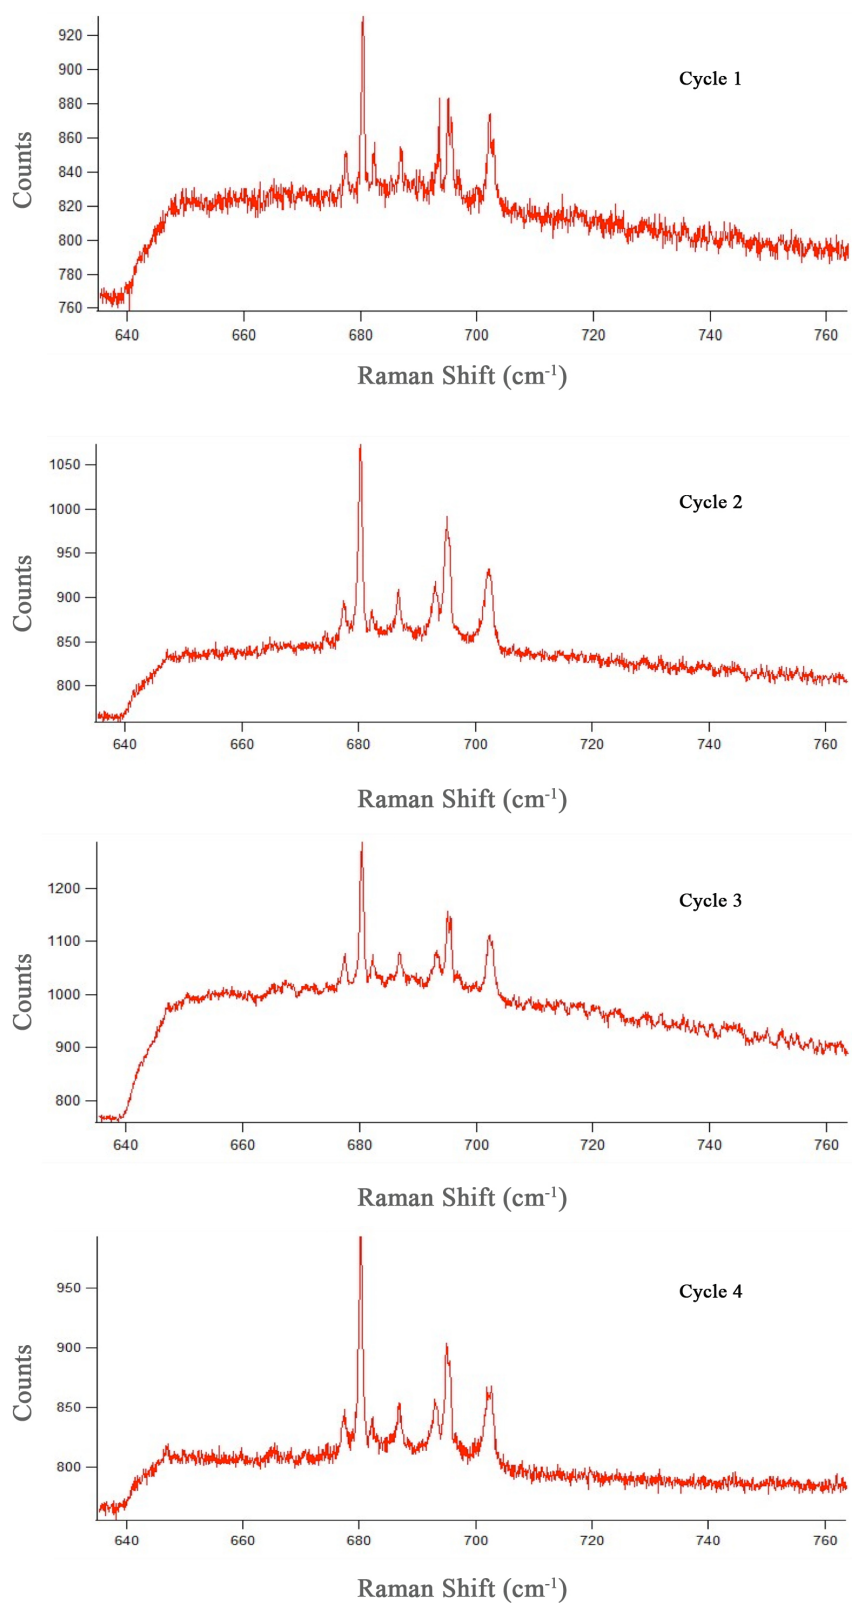 920
900
880
860
840
820
800
780
760
Counts
Cycle 1
640 660 680 700 720 740 760
Raman Shift (cm-1)
1050
1000
950
900
850
800
Counts
Cycle 2
640 660 680 700 720 740 760
Raman Shift (cm-1)
1200
1100
1000
900
800
Counts
Cycle 3
640 660 680 700 720 740 760
Raman Shift (cm-1)
950
900
850
800
Counts
Cycle 4
640 660 680 700 720 740 760
Raman Shift (cm-1)